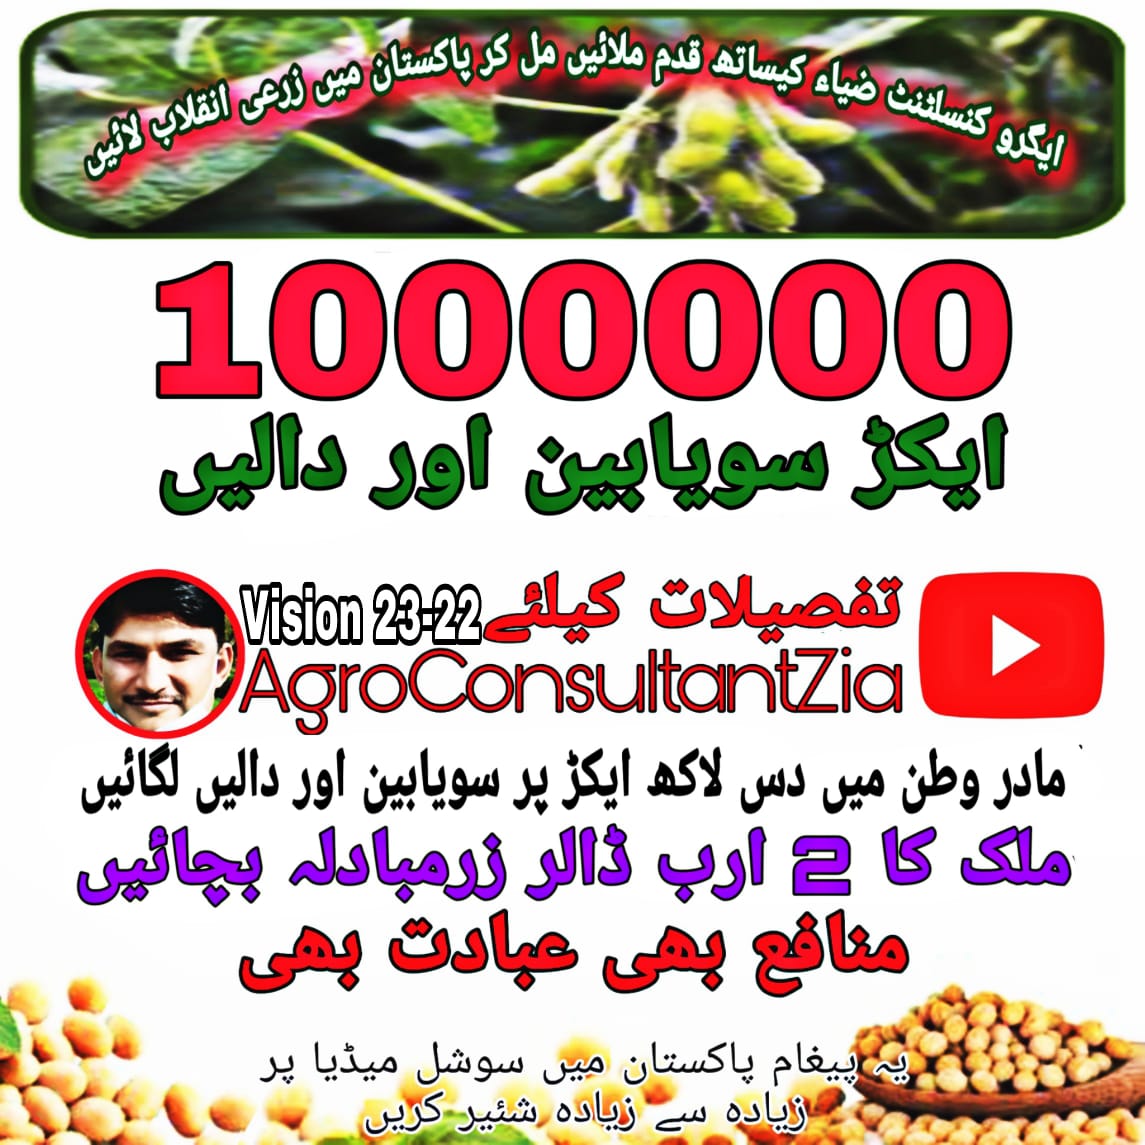 ایگرو کنسلٹنٹ ضیاء کیساتھ قدم ملائیں مل کر پاکستان میں زرعی انقلاب لائیں
1000000
ایکڑ سویابین اور دالیں
تفصیلات کیلئے
Vision 23-22
AgroConsultantZia
مادر وطن میں دس لاکھ ایکڑ پر سویابین اور دالیں لگائیں
ملک کا 2 ارب ڈالر زرمبادلہ بچائیں
منافع بھی عبادت بھی
یہ پیغام پاکستان میں سوشل میڈیا پر
زیادہ سے زیادہ شئیر کریں